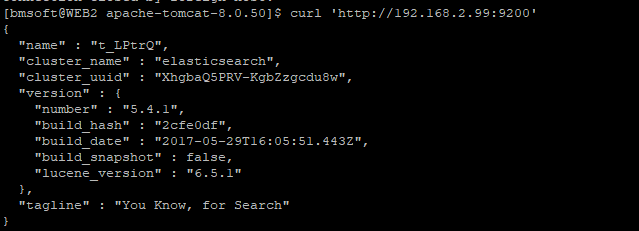 [bmsoft@WEB2 apache-tomcat-8.0.50]$ curl 'http://192.168.2.99:9200'
{
  "name" : "t_LPtrQ",
  "cluster_name" : "elasticsearch",
  "cluster_uuid" : "XhgbaQ5PRV-KgbZzgcdu8w",
  "version" : {
    "number" : "5.4.1",
    "build_hash" : "2cfe0df",
    "build_date" : "2017-05-29T16:05:51.443Z",
    "build_snapshot" : false,
    "lucene_version" : "6.5.1"
  },
  "tagline" : "You Know, for Search"
}